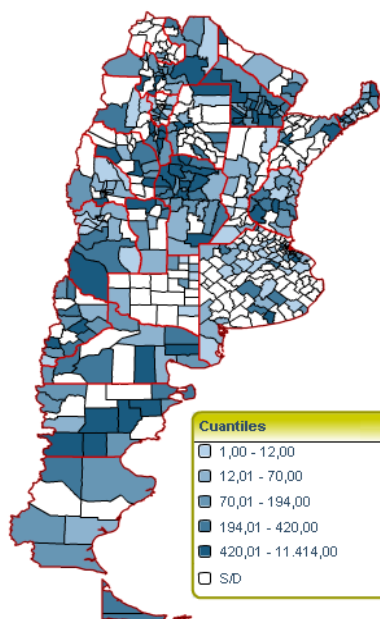 Cuantiles
1,00 - 12,00
12,01 - 70,00
70,01 - 194,00
194,01 - 420,00
420,01 - 11.414,00
S/D